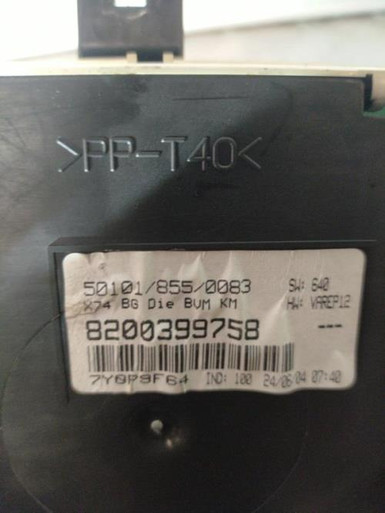 >PP-T40<
50101/855/0083 SW: 640
X74 BG Die BVM KM HW: VAREP12
8200399758 ---
7Y0P9F64 IND: 100 24/06 04 07:40